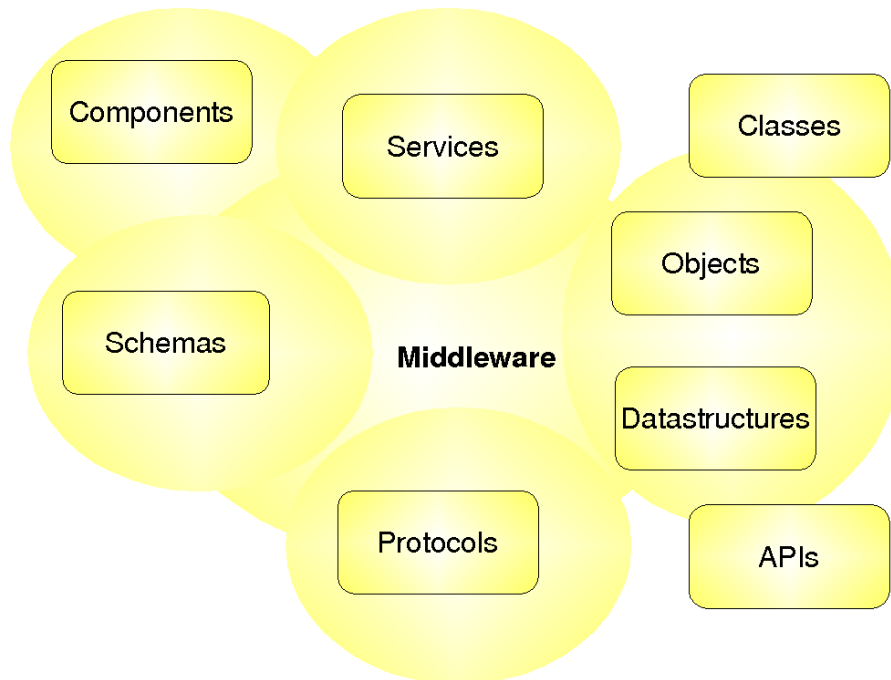 Components
Services
Classes
Objects
Schemas
Middleware
Datastructures
Protocols
APIs